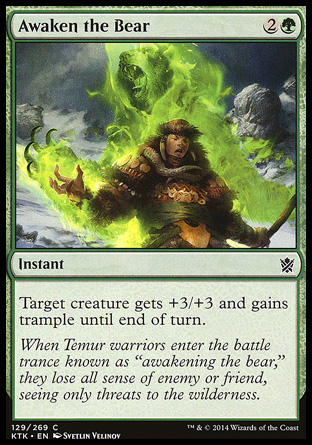 Awaken the Bear 2
Instant
Target creature gets +3/+3 and gains
trample until end of turn.
When Temur warriors enter the battle
trance known as “awakening the bear,”
they lose all sense of enemy or friend,
seeing only threats to the wilderness.
129/269 C
KTK • EN Svetlin Velinov ™ & © 2014 Wizards of the Coast